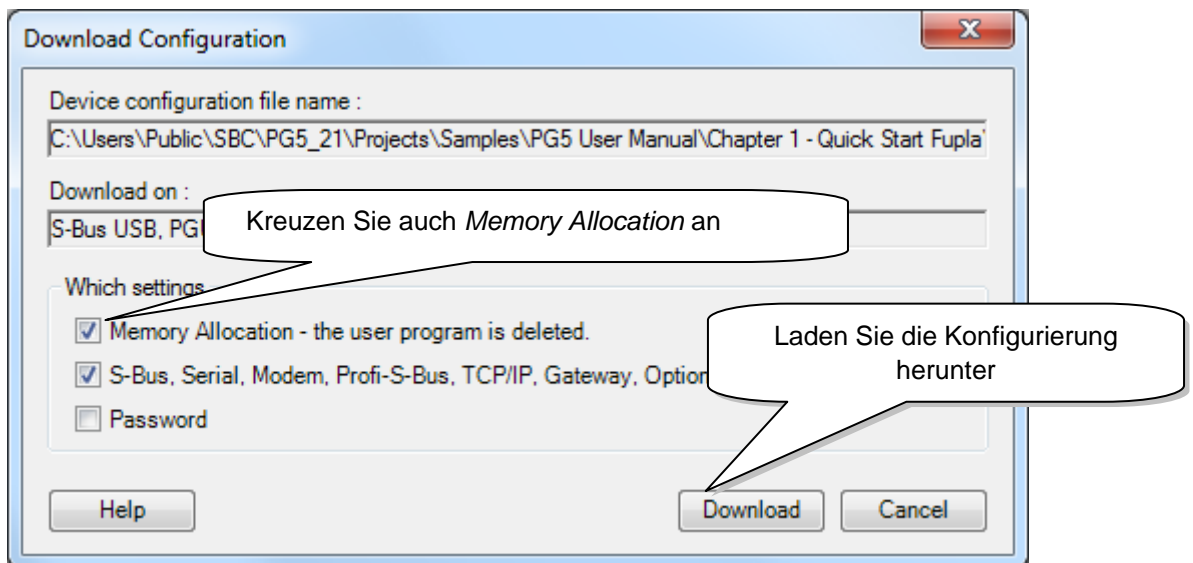 Download Configuration
Device configuration file name :
C:\Users\Public\SBC\PG5_21\Projects\Samples\PG5 User Manual\Chapter 1 - Quick Start Fupla
Download on :
S-Bus USB,
Kreuzen Sie auch Memory Allocation an
Which settings
Memory Allocation - the user program is deleted.
Laden Sie die Konfigurierung
herunter
S-Bus, Serial, Modem, Profi-S-Bus, TCP/IP, Gateway,
Password
Help
Download
Cancel